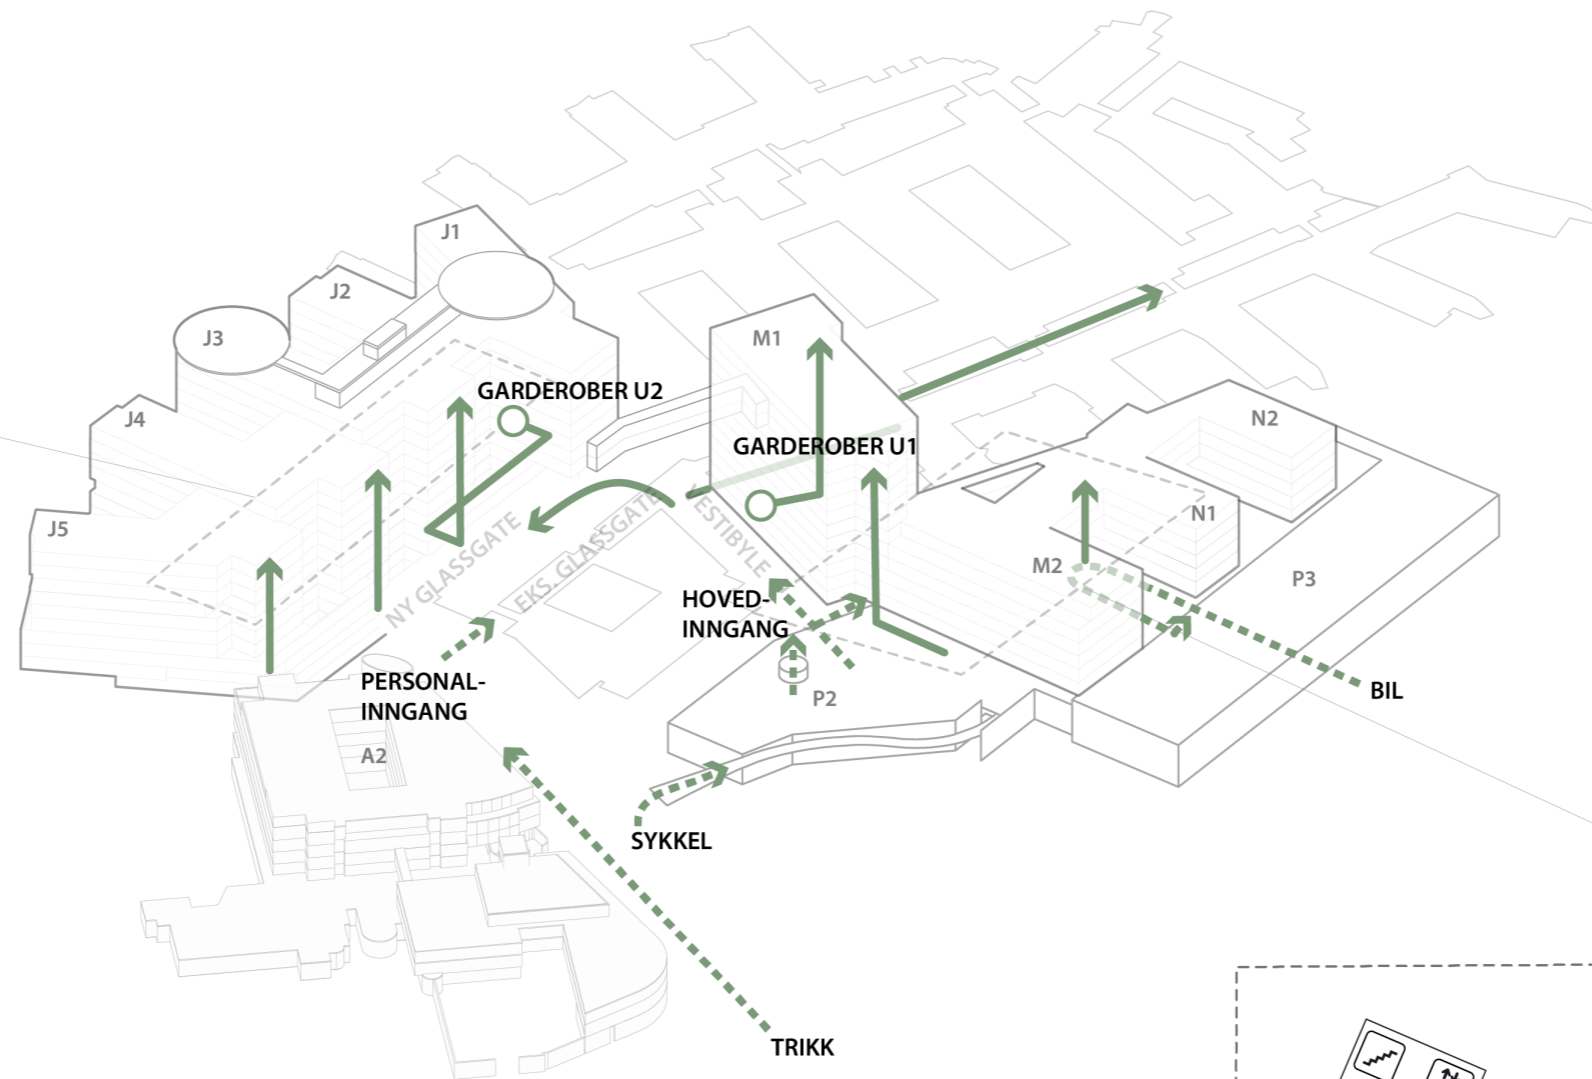 J1
J2
J3
M1
GARDEROBER U2
J4
N2
GARDEROBER U1
J5
N1
NY GLASSGATE
EKS. GLASSGATE
VESTIBYLE
M2
P3
HOVED-
INNGANG
PERSONAL-
INNGANG
P2
BIL
A2
SYKKEL
TRIKK